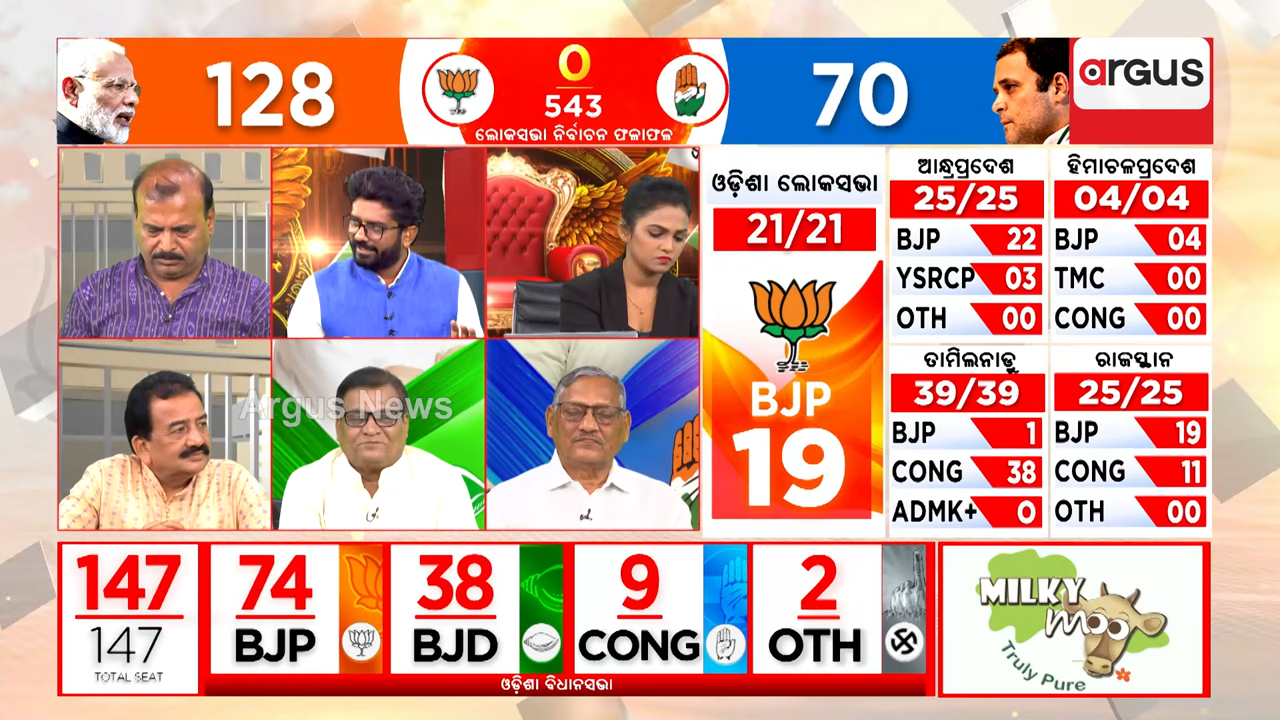 128
0
543
ଲୋକସଭା ନିର୍ବାଚନ ଫଳାଫଳ
70
argus
Argus News
ଓଡ଼ିଶା ଲୋକସଭା
21/21
BJP
19
ଆନ୍ଧ୍ରପ୍ରଦେଶ
25/25
BJP 22
YSRCP 03
OTH 00
ହିମାଚଳପ୍ରଦେଶ
04/04
BJP 04
TMC 00
CONG 00
ତାମିଲନାଡୁ
39/39
BJP 1
CONG 38
ADMK+ 0
ରାଜସ୍ଥାନ
25/25
BJP 19
CONG 11
OTH 00
147
147
TOTAL SEAT
74
BJP
38
BJD
9
CONG
2
OTH
ଓଡ଼ିଶା ବିଧାନସଭା
MILKY
moo
Truly Pure